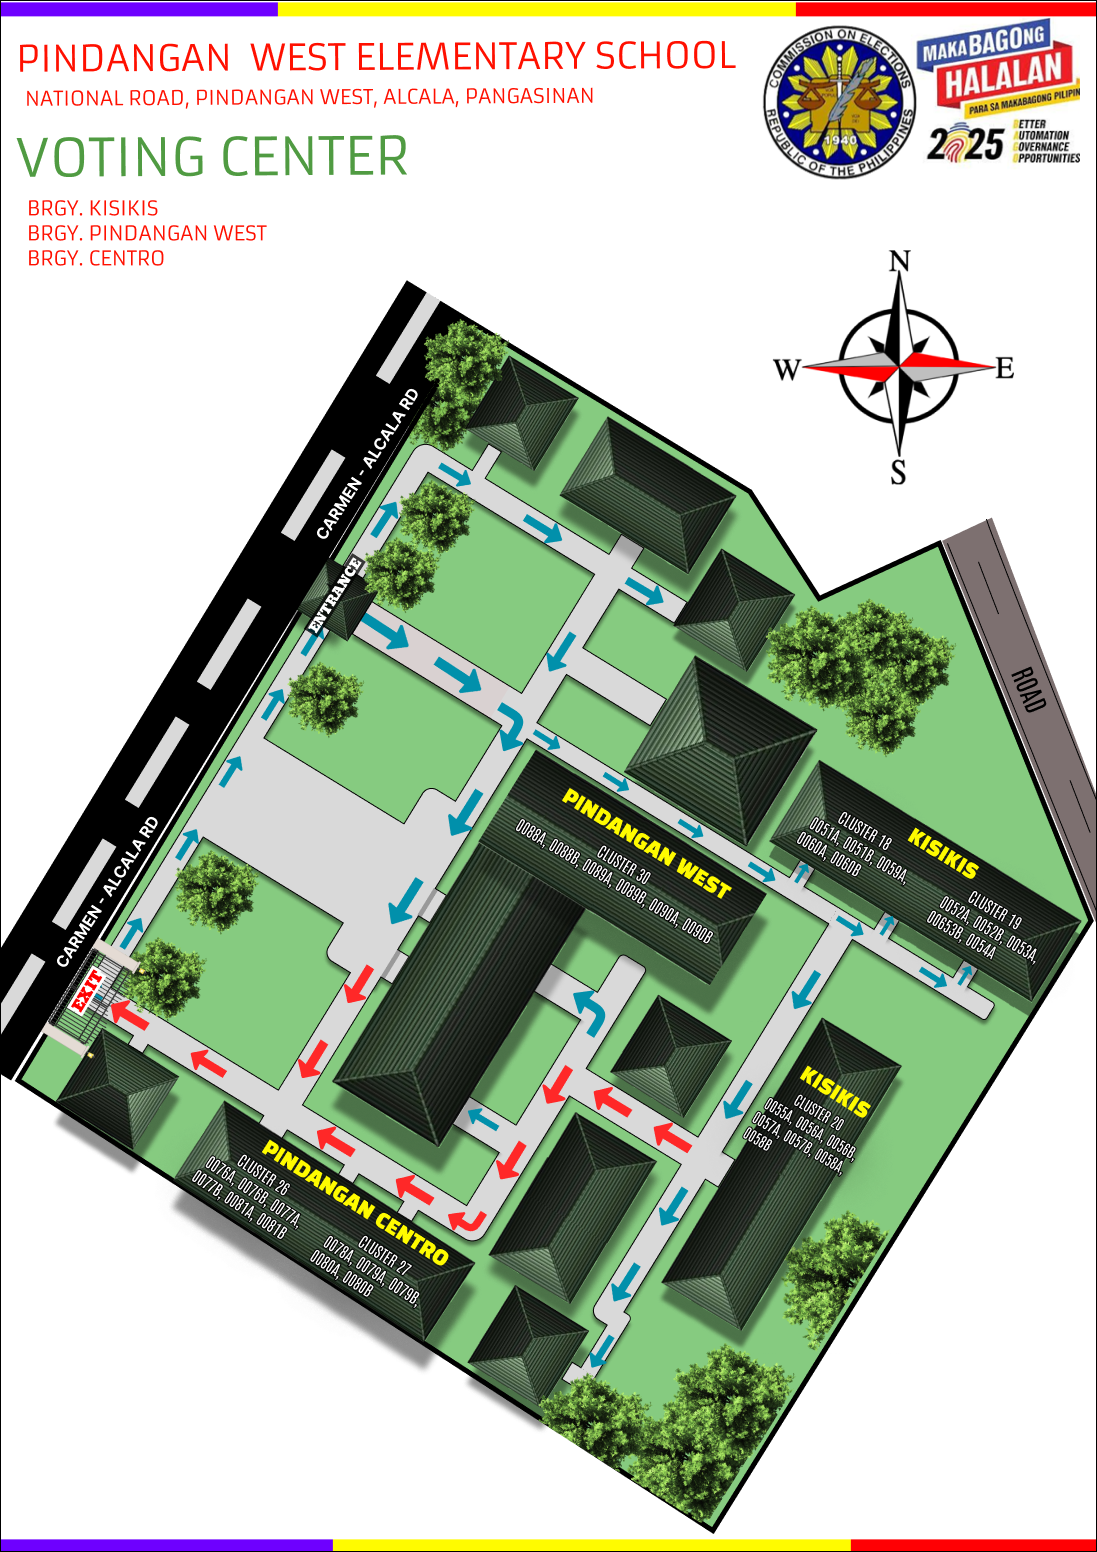 PINDANGAN WEST ELEMENTARY SCHOOL
NATIONAL ROAD, PINDANGAN WEST, ALCALA, PANGASINAN
VOTING CENTER
BRGY. KISIKIS
BRGY. PINDANGAN WEST
BRGY. CENTRO
COMMISSION ON ELECTIONS
1940
REPUBLIC OF THE PHILIPPINES
MAKABAGONG
HALALAN
PARA SA MAKABAGONG PILIPIN
2025
BETTER
AUTOMATION
GOVERNANCE
OPPORTUNITIES
N
W
E
S
CARMEN - ALCALA RD
ENTRANCE
ROAD
PINDANGAN WEST
CLUSTER 30
0088A, 0088B, 0089A, 0089B, 0090A, 0090B
KISIKIS
CLUSTER 18
0051A, 0051B, 0059A,
0060A, 0060B
CLUSTER 19
0052A, 0052B, 0053A,
00653B, 0054A
CARMEN - ALCALA RD
EXIT
KISIKIS
CLUSTER 20
0055A, 0056A, 0056B,
0057A, 0057B, 0058A,
0058B
PINDANGAN CENTRO
CLUSTER 26
0076A, 0076B, 0077A,
0077B, 0081A, 0081B
CLUSTER 27
0078A, 0079A, 0079B,
0080A, 0080B